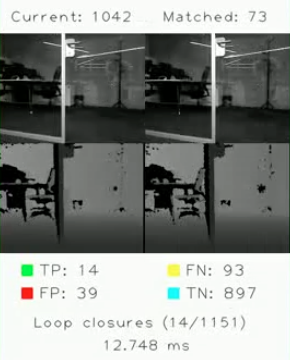 Current: 1042 Matched: 73
TP: 14 FN: 93
FP: 39 TN: 897
Loop closures (14/1151)
12.748 ms